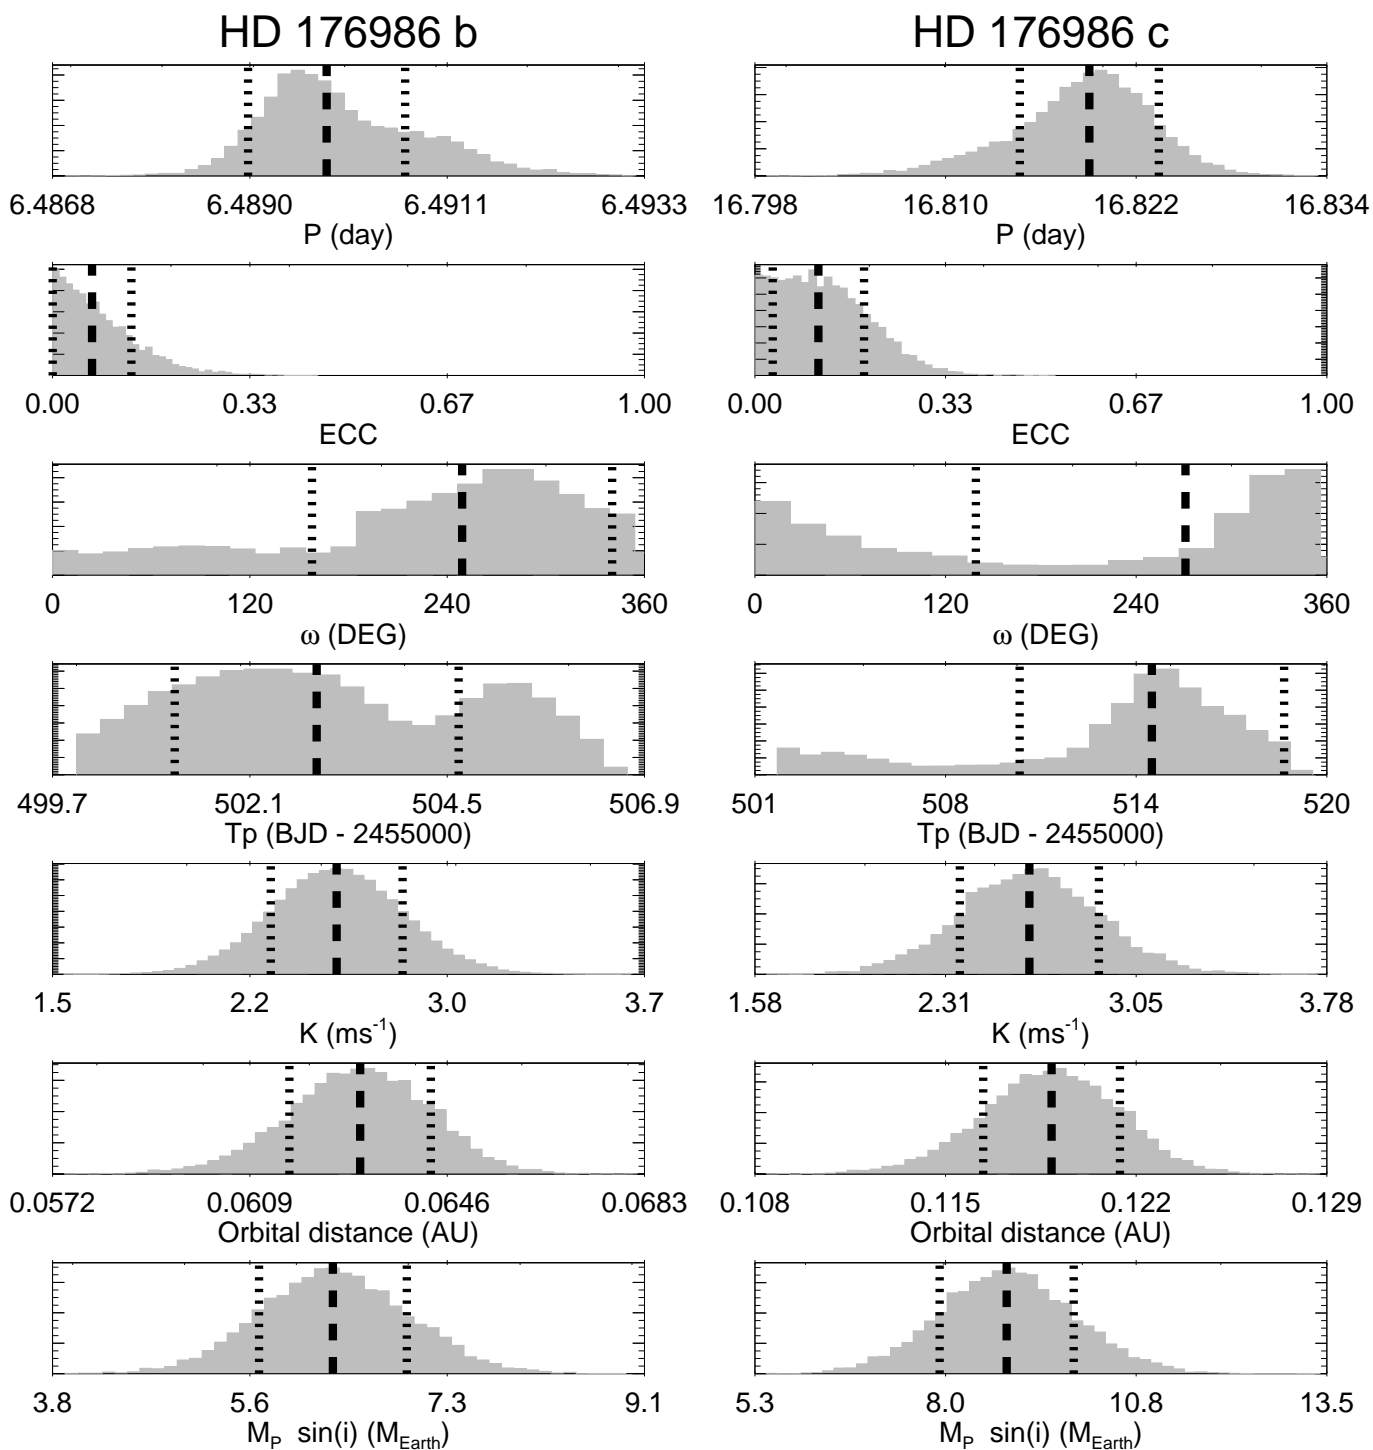 HD 176986 b HD 176986 c
6.4868 6.4890 6.4911 6.4933 16.798 16.810 16.822 16.834
P (day) P (day)
0.00 0.33 0.67 1.00 0.00 0.33 0.67 1.00
ECC ECC
0 120 240 360 0 120 240 360
ω (DEG) ω (DEG)
499.7 502.1 504.5 506.9 501 508 514 520
Tp (BJD - 2455000) Tp (BJD - 2455000)
1.5 2.2 3.0 3.7 1.58 2.31 3.05 3.78
K (ms⁻¹) K (ms⁻¹)
0.0572 0.0609 0.0646 0.0683 0.108 0.115 0.122 0.129
Orbital distance (AU) Orbital distance (AU)
3.8 5.6 7.3 9.1 5.3 8.0 10.8 13.5
M_P sin(i) (M_Earth) M_P sin(i) (M_Earth)